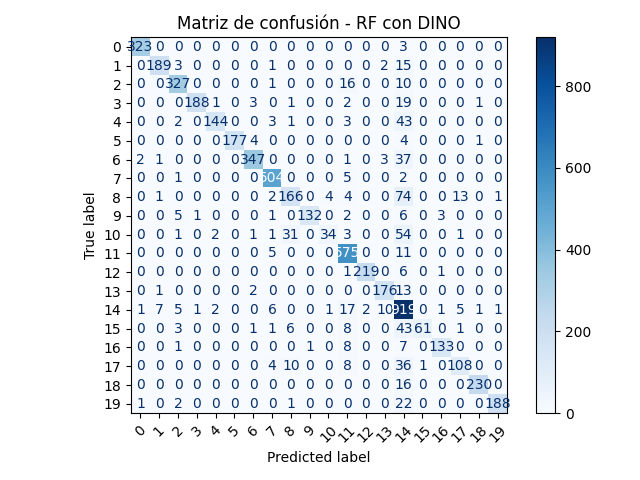 Matriz de confusión - RF con DINO
0 323 0 0 0 0 0 0 0 0 0 0 0 0 0 3 0 0 0 0 0
1 0 189 3 0 0 0 0 1 0 0 0 0 0 2 15 0 0 0 0 0
2 0 0 327 0 0 0 0 1 0 0 0 16 0 0 10 0 0 0 0 0
3 0 0 0 188 1 0 3 0 1 0 0 2 0 0 19 0 0 0 1 0
4 0 0 2 0 144 0 0 3 1 0 0 3 0 0 43 0 0 0 0 0
5 0 0 0 0 0 177 4 0 0 0 0 0 0 0 4 0 0 0 1 0
6 2 1 0 0 0 0 347 0 0 0 0 1 0 3 37 0 0 0 0 0
7 0 0 1 0 0 0 0 504 0 0 0 5 0 0 2 0 0 0 0 0
8 0 1 0 0 0 0 0 2 166 0 4 4 0 0 74 0 0 13 0 1
9 0 0 5 1 0 0 0 1 0 132 0 2 0 0 6 0 3 0 0 0
10 0 0 1 0 2 0 1 1 31 0 34 3 0 0 54 0 0 1 0 0
11 0 0 0 0 0 0 0 5 0 0 0 575 0 0 11 0 0 0 0 0
12 0 0 0 0 0 0 0 0 0 0 0 1 219 0 6 0 1 0 0 0
13 0 1 0 0 0 0 2 0 0 0 0 0 0 176 13 0 0 0 0 0
14 1 7 5 1 2 0 0 6 0 0 1 17 2 10 919 0 1 5 1 1
15 0 0 3 0 0 0 1 1 6 0 0 8 0 0 43 61 0 1 0 0
16 0 0 1 0 0 0 0 0 0 1 0 8 0 0 7 0 133 0 0 0
17 0 0 0 0 0 0 0 4 10 0 0 8 0 0 36 1 0 108 0 0
18 0 0 0 0 0 0 0 0 0 0 0 0 0 0 16 0 0 0 230 0
19 1 0 2 0 0 0 0 0 1 0 0 0 0 0 22 0 0 0 0 188
0 1 2 3 4 5 6 7 8 9 10 11 12 13 14 15 16 17 18 19
True label
Predicted label
800
600
400
200
0